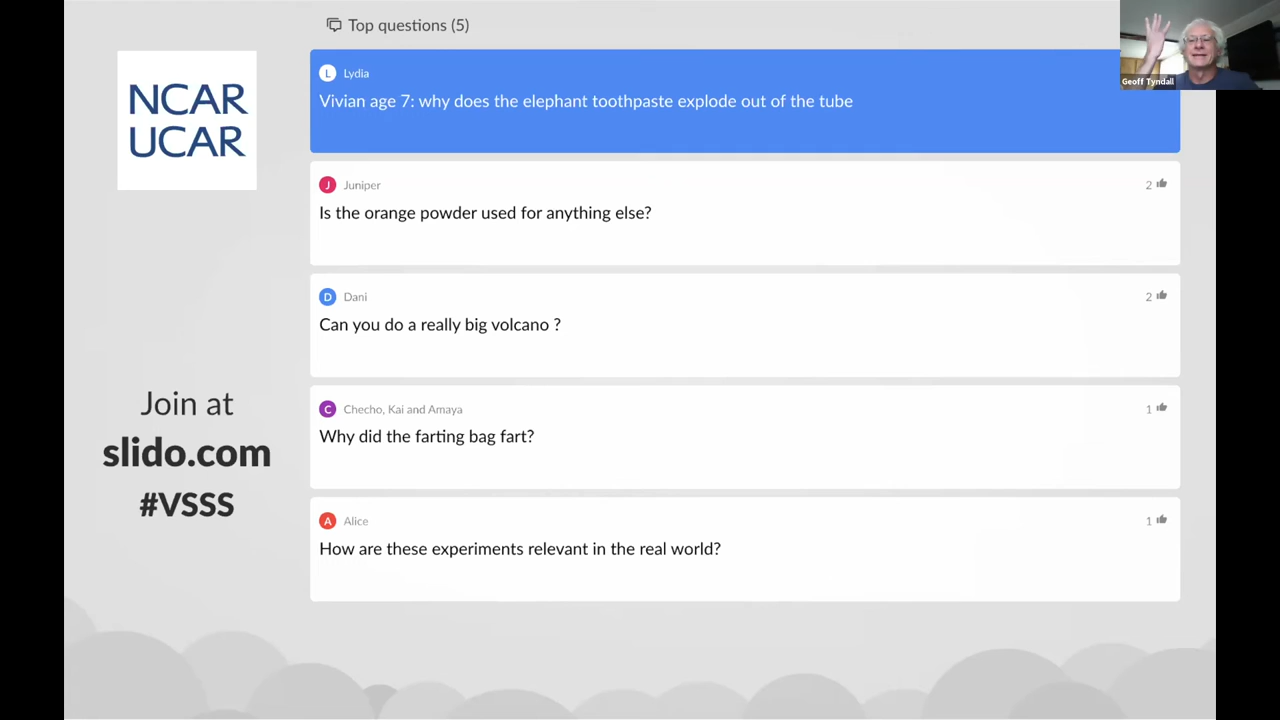 Top questions (5)
NCAR
UCAR
L Lydia
Vivian age 7: why does the elephant toothpaste explode out of the tube
Geoff Tyndall
J Juniper
2
Is the orange powder used for anything else?
D Dani
2
Can you do a really big volcano ?
C Checho, Kai and Amaya
1
Why did the farting bag fart?
A Alice
1
How are these experiments relevant in the real world?
Join at
slido.com
#VSSS